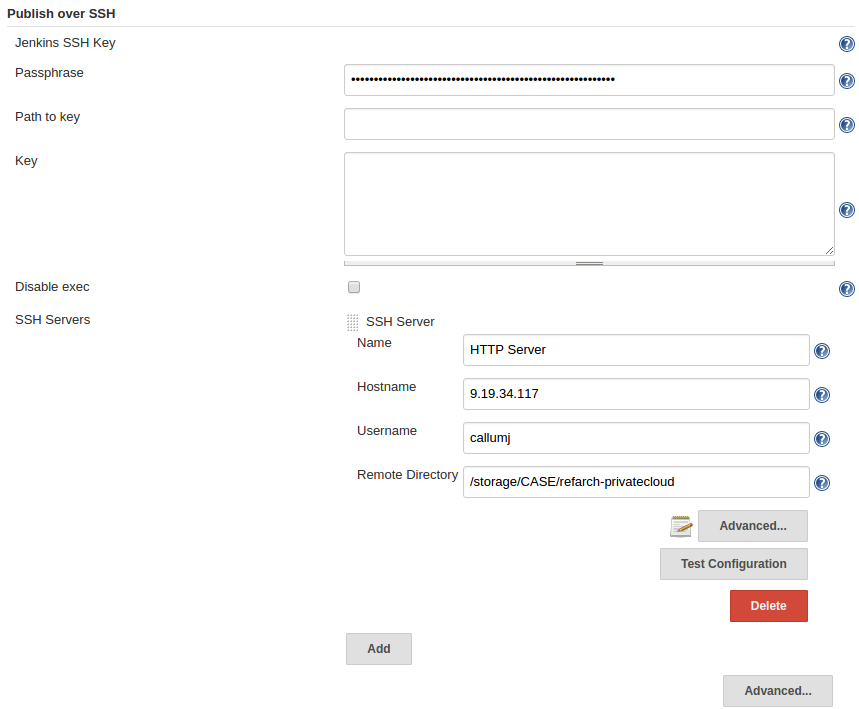 Publish over SSH
Jenkins SSH Key
Passphrase
••••••••••••••••••••••••••••••••••••••••••••••••••••••••••
Path to key
Key
Disable exec
SSH Servers
SSH Server
Name
HTTP Server
Hostname
9.19.34.117
Username
callumj
Remote Directory
/storage/CASE/refarch-privatecloud
Advanced...
Test Configuration
Delete
Add
Advanced...